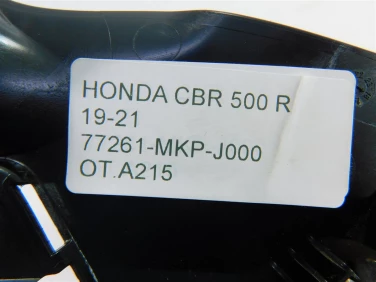 HONDA CBR 500 R
19-21
77261-MKP-J000
OT.A215